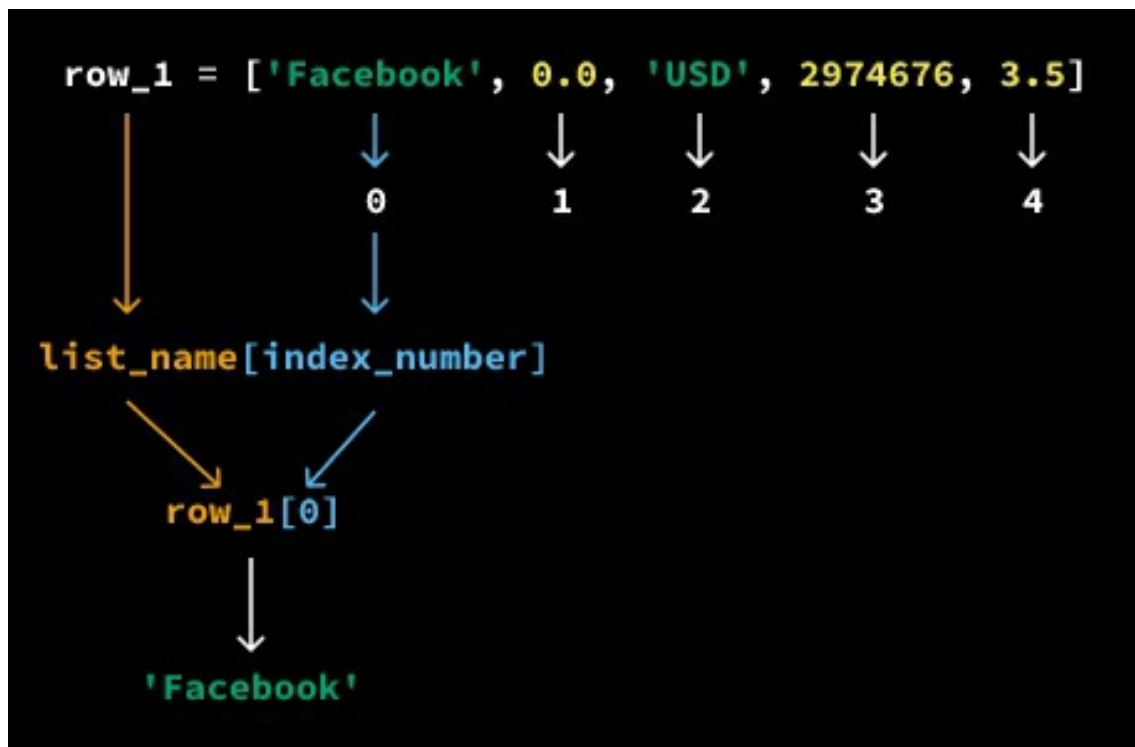 row_1 = ['Facebook', 0.0, 'USD', 2974676, 3.5]
0 1 2 3 4
list_name[index_number]
row_1[0]
'Facebook'